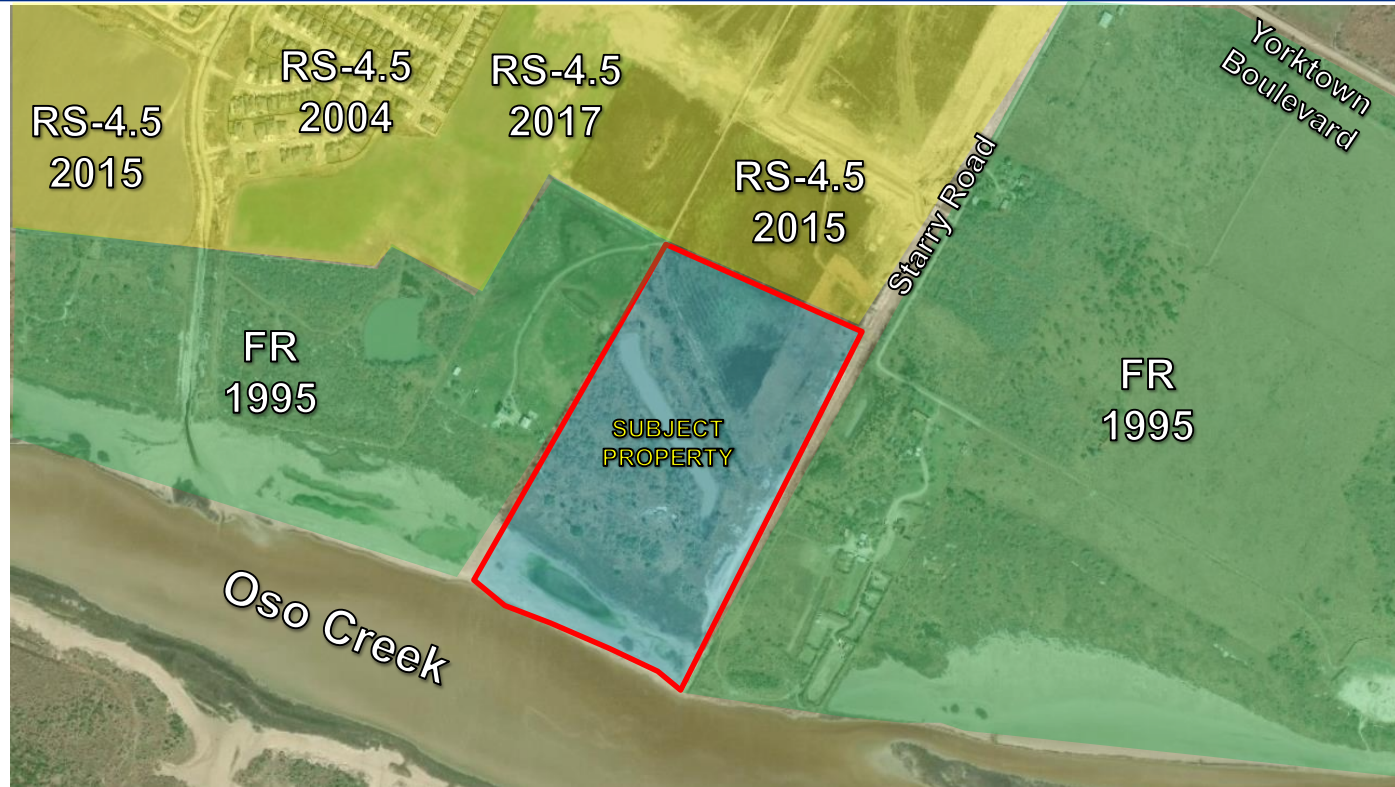 RS-4.5
2015
RS-4.5
2004
RS-4.5
2017
RS-4.5
2015
Yorktown
Boulevard
Starry Road
FR
1995
SUBJECT
PROPERTY
FR
1995
Oso Creek